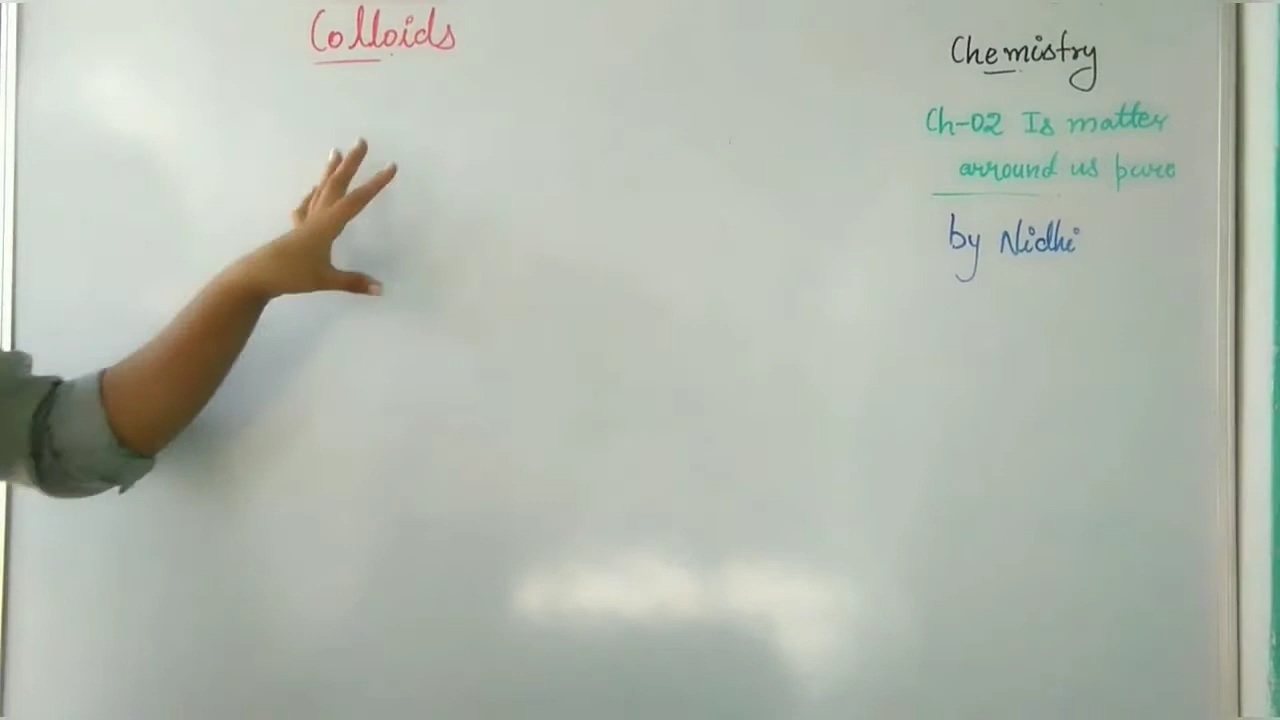 Colloids
Chemistry
Ch-02 Is matter
arround us pure
by Nidhi